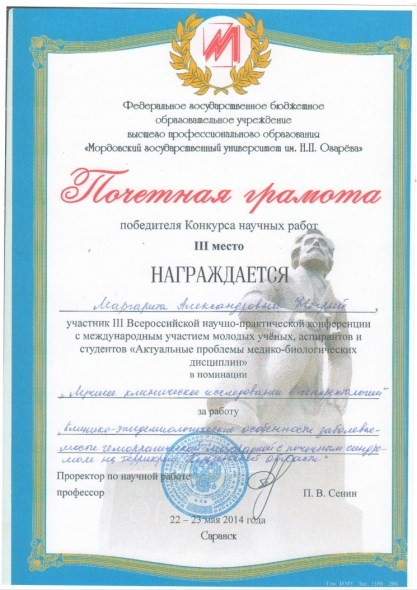 Федеральное государственное бюджетное
образовательное учреждение
высшего профессионального образования
«Мордовский государственный университет им. Н.П. Огарёва»
Почетная грамота
победителя Конкурса научных работ
III место
НАГРАЖДАЕТСЯ
Маргарита Александровна
участник III Всероссийской научно-практической конференции
с международным участием молодых учёных, аспирантов и
студентов «Актуальные проблемы медико-биологических
дисциплин»
в номинации
„Лучшее клиническое исследование в
за работу
Клинико-эпидемиологические особенности заболевае-
мости геморрагической лихорадкой с почечным синдро-
мом на территории области"
Проректор по научной работе
профессор
П. В. Сенин
22 – 23 мая 2014 года
Саранск